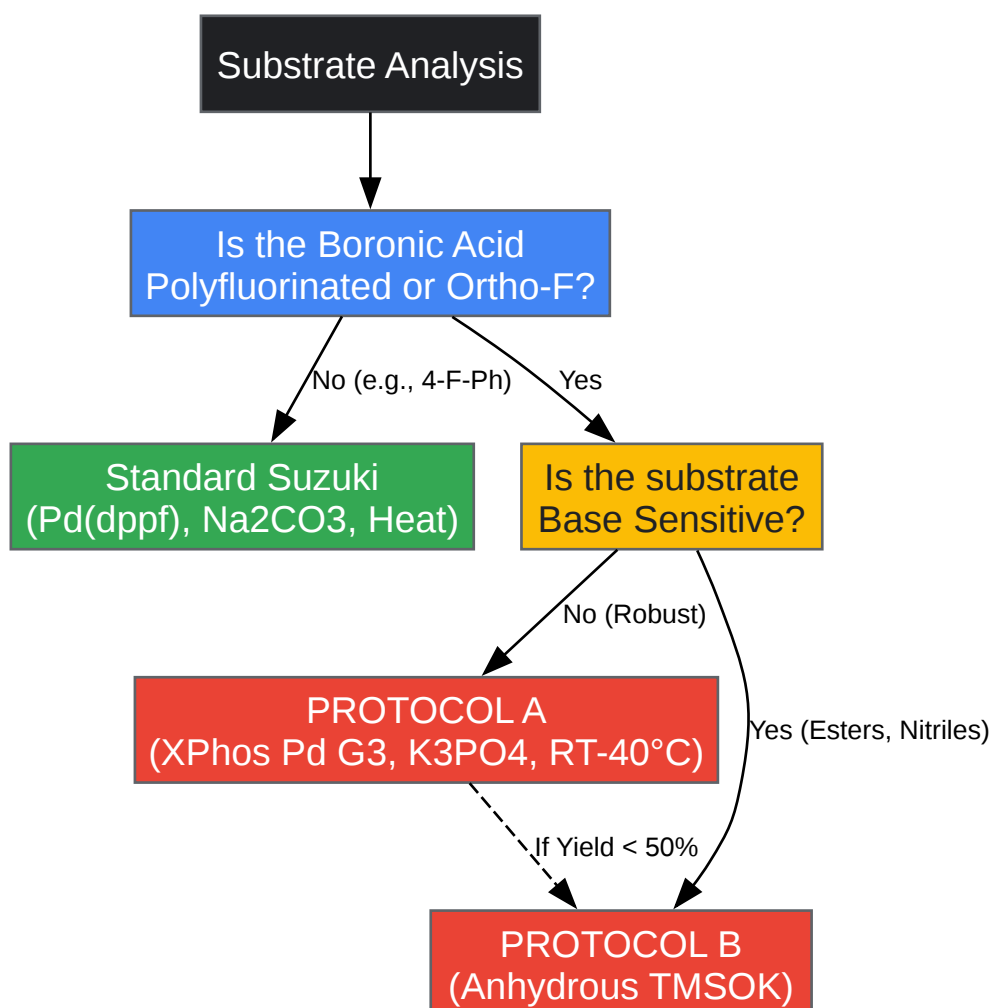 Substrate Analysis
Is the Boronic Acid
Polyfluorinated or Ortho-F?
No (e.g., 4-F-Ph)
Yes
Standard Suzuki
(Pd(dppf), Na2CO3, Heat)
Is the substrate
Base Sensitive?
No (Robust)
PROTOCOL A
(XPhos Pd G3, K3PO4, RT-40°C)
Yes (Esters, Nitriles)
If Yield < 50%
PROTOCOL B
(Anhydrous TMSOK)